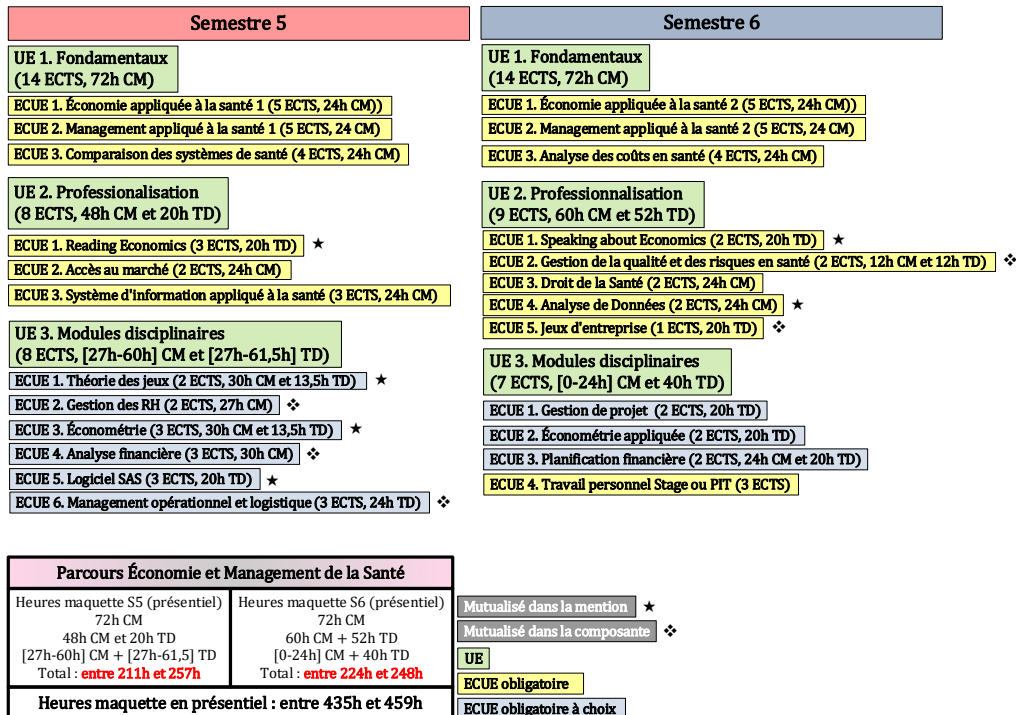 Semestre 5
UE 1. Fondamentaux
(14 ECTS, 72h CM)
ECUE 1. Économie appliquée à la santé 1 (5 ECTS, 24h CM))
ECUE 2. Management appliqué à la santé 1 (5 ECTS, 24 CM)
ECUE 3. Comparaison des systèmes de santé (4 ECTS, 24h CM)
UE 2. Professionalisation
(8 ECTS, 48h CM et 20h TD)
ECUE 1. Reading Economics (3 ECTS, 20h TD) ★
ECUE 2. Accès au marché (2 ECTS, 24h CM)
ECUE 3. Système d'information appliqué à la santé (3 ECTS, 24h CM)
UE 3. Modules disciplinaires
(8 ECTS, [27h-60h] CM et [27h-61,5h] TD)
ECUE 1. Théorie des jeux (2 ECTS, 30h CM et 13,5h TD) ★
ECUE 2. Gestion des RH (2 ECTS, 27h CM) ❖
ECUE 3. Économétrie (3 ECTS, 30h CM et 13,5h TD) ★
ECUE 4. Analyse financière (3 ECTS, 30h CM) ❖
ECUE 5. Logiciel SAS (3 ECTS, 20h TD) ★
ECUE 6. Management opérationnel et logistique (3 ECTS, 24h TD) ❖
Semestre 6
UE 1. Fondamentaux
(14 ECTS, 72h CM)
ECUE 1. Économie appliquée à la santé 2 (5 ECTS, 24h CM))
ECUE 2. Management appliqué à la santé 2 (5 ECTS, 24 CM)
ECUE 3. Analyse des coûts en santé (4 ECTS, 24h CM)
UE 2. Professionnalisation
(9 ECTS, 60h CM et 52h TD)
ECUE 1. Speaking about Economics (2 ECTS, 20h TD) ★
ECUE 2. Gestion de la qualité et des risques en santé (2 ECTS, 12h CM et 12h TD) ❖
ECUE 3. Droit de la Santé (2 ECTS, 24h CM)
ECUE 4. Analyse de Données (2 ECTS, 24h CM) ★
ECUE 5. Jeux d'entreprise (1 ECTS, 20h TD) ❖
UE 3. Modules disciplinaires
(7 ECTS, [0-24h] CM et 40h TD)
ECUE 1. Gestion de projet (2 ECTS, 20h TD)
ECUE 2. Économétrie appliquée (2 ECTS, 20h TD)
ECUE 3. Planification financière (2 ECTS, 24h CM et 20h TD)
ECUE 4. Travail personnel Stage ou PIT (3 ECTS)
Parcours Économie et Management de la Santé
Heures maquette S5 (présentiel)
72h CM
48h CM et 20h TD
[27h-60h] CM + [27h-61,5] TD
Total : entre 211h et 257h
Heures maquette S6 (présentiel)
72h CM
60h CM + 52h TD
[0-24h] CM + 40h TD
Total : entre 224h et 248h
Heures maquette en présentiel : entre 435h et 459h
Mutualisé dans la mention ★
Mutualisé dans la composante ❖
UE
ECUE obligatoire
ECUE obligatoire à choix